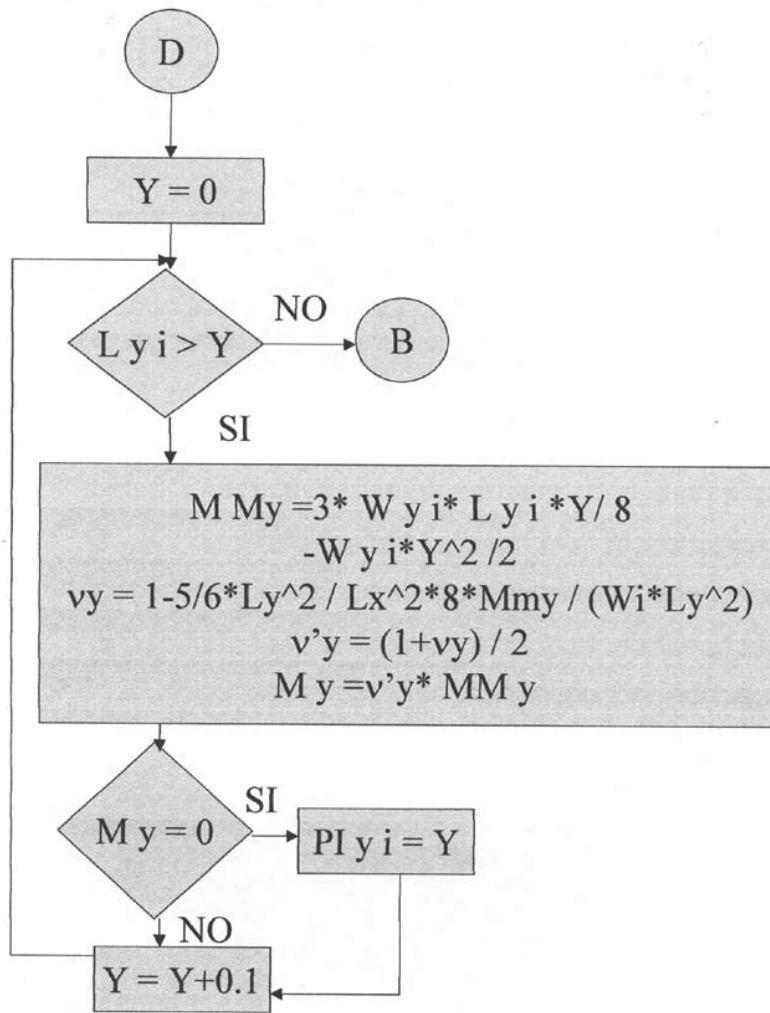 D
Y = 0
L y i > Y
NO
B
SI
M My =3* W y i* L y i *Y/ 8
-W y i*Y^2 /2
νy = 1-5/6*Ly^2 / Lx^2*8*Mmy / (Wi*Ly^2)
ν’y = (1+νy) / 2
M y =ν’y* MM y
M y = 0
SI
PI y i = Y
NO
Y = Y+0.1